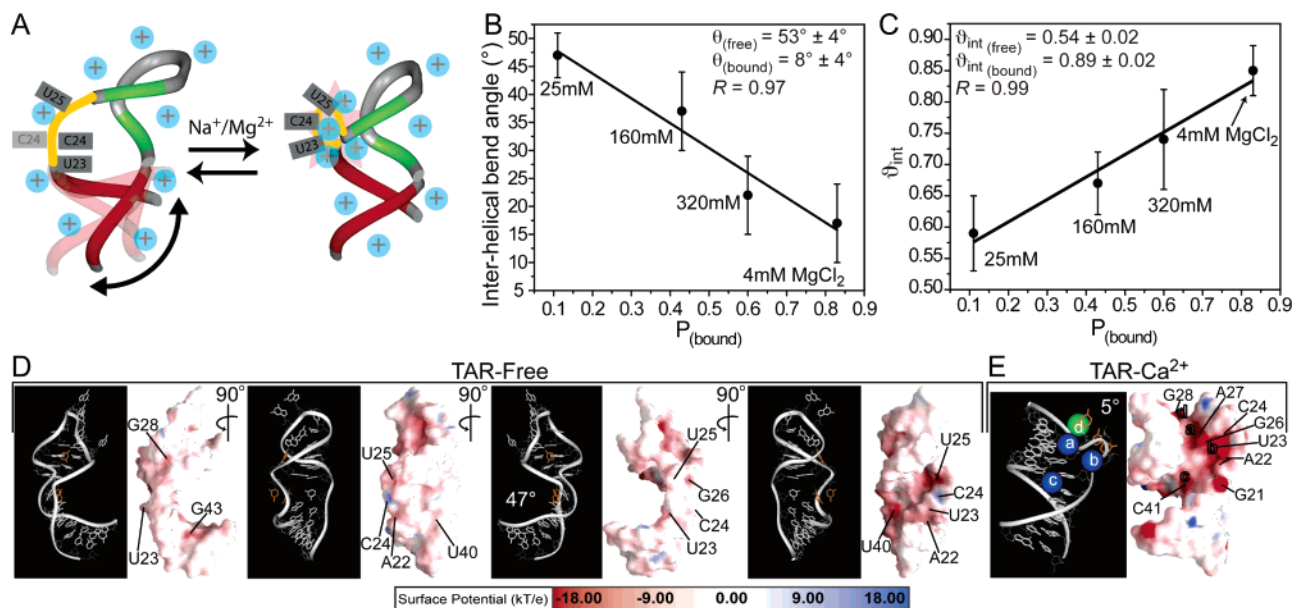 A
U25
C24
C24
U23
Na⁺/Mg²⁺
U25
C24
U23
B
Inter-helical bend angle (°)
50
45
40
35
30
25
20
15
10
5
θ(free) = 53° ± 4°
θ(bound) = 8° ± 4°
R = 0.97
25mM
160mM
320mM
4mM MgCl₂
0.1 0.2 0.3 0.4 0.5 0.6 0.7 0.8 0.9
P(bound)
C
ϑint
0.90
0.85
0.80
0.75
0.70
0.65
0.60
0.55
0.50
ϑint (free) = 0.54 ± 0.02
ϑint (bound) = 0.89 ± 0.02
R = 0.99
25mM
160mM
320mM
4mM MgCl₂
0.1 0.2 0.3 0.4 0.5 0.6 0.7 0.8 0.9
P(bound)
D
TAR-Free
G28
G43
U23
90°
U25
C24
A22
U40
47°
90°
U25
G26
C24
U23
90°
U25
C24
U23
U40
A22
E
TAR-Ca²⁺
5°
d
a
b
c
G28
d
a
b
c
A27
C24
G26
U23
A22
G21
C41
Surface Potential (kT/e)
-18.00 -9.00 0.00 9.00 18.00